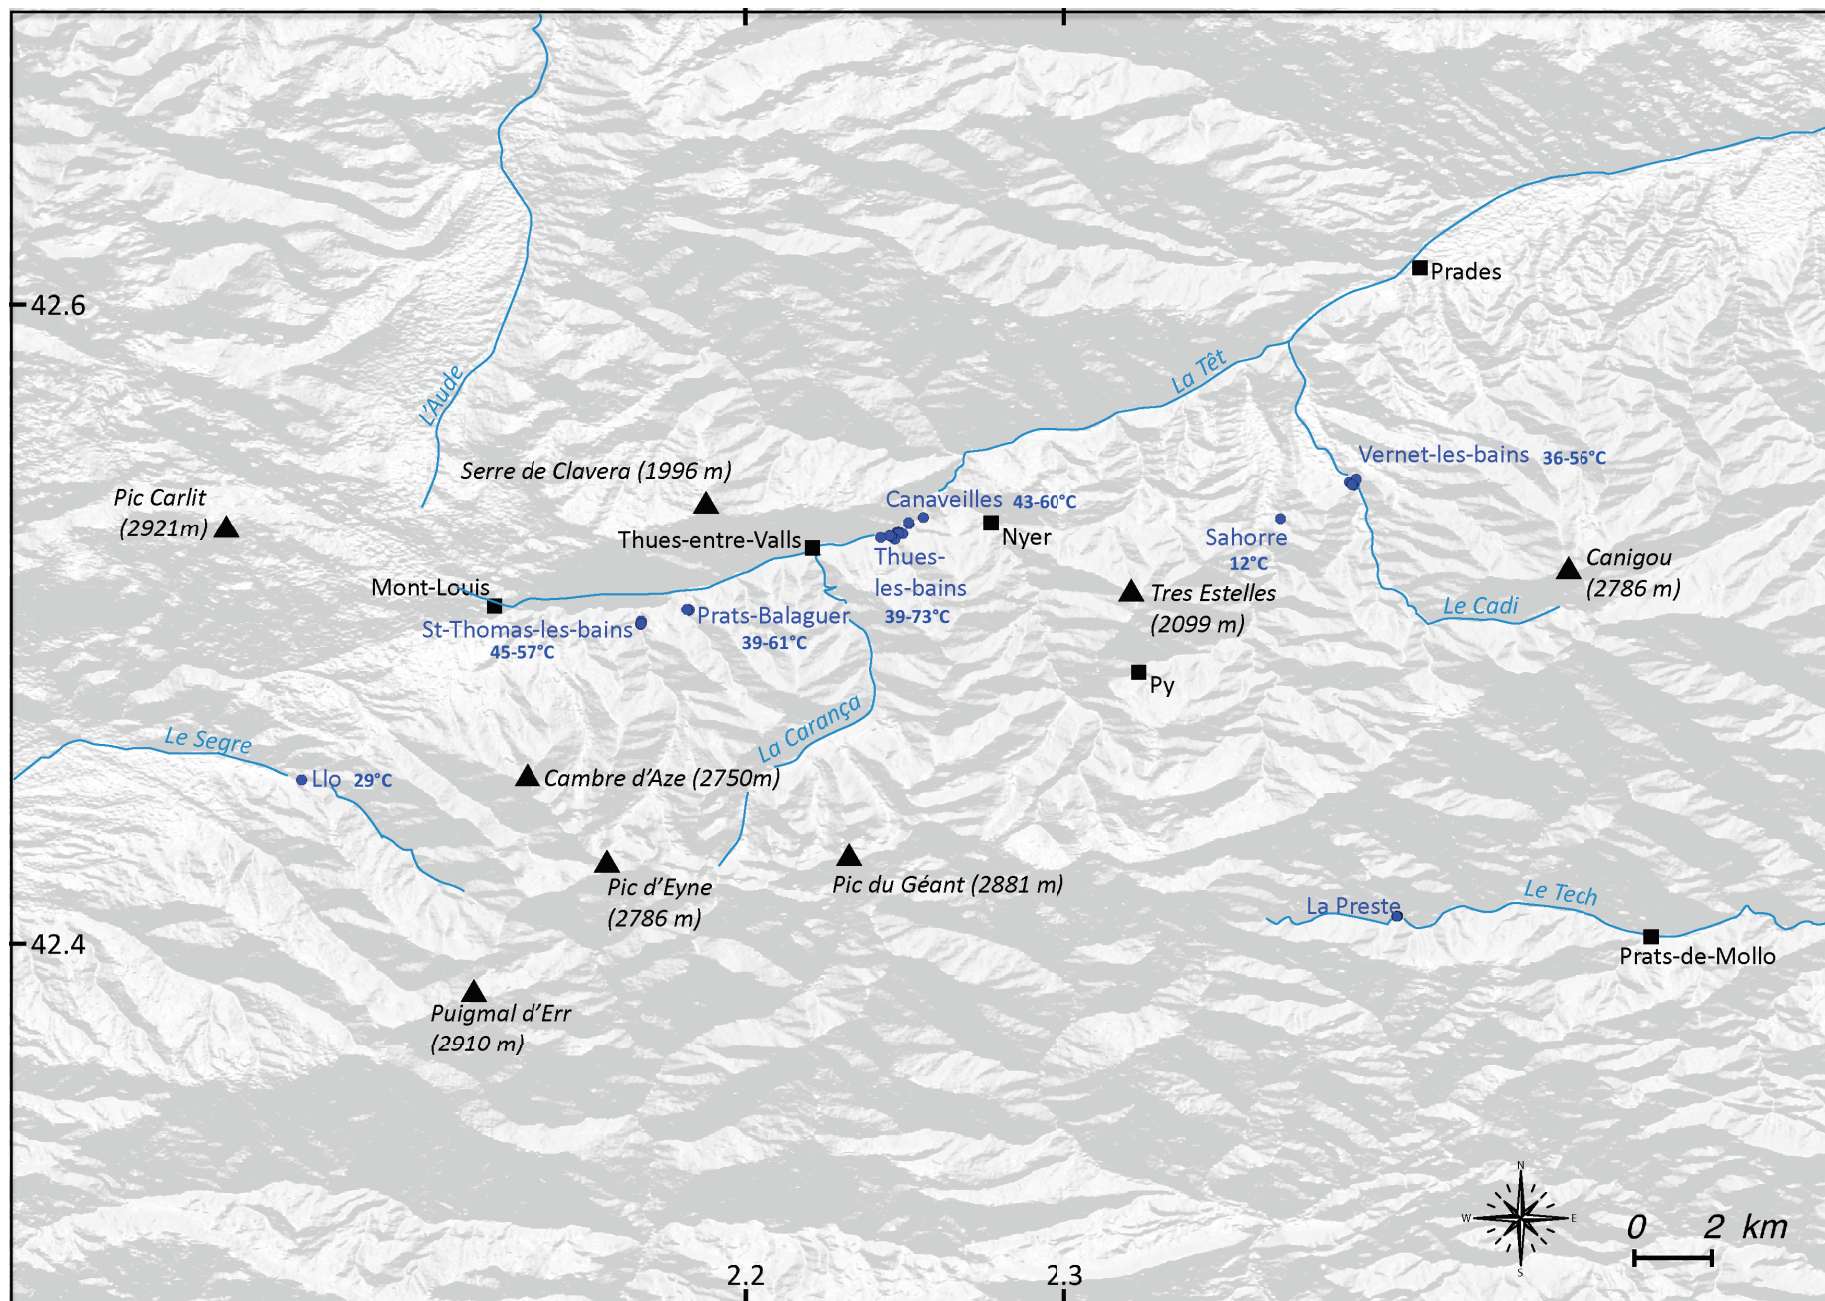 Prades
42.6
La Têt
L'Aude
Vernet-les-bains 36-56°C
Serre de Clavera (1996 m)
Pic Carlit
(2921m)
Canaveilles 43-60°C
Nyer
Thues-entre-Valls
Sahorre
12°C
Thues-
les-bains
39-73°C
Canigou
(2786 m)
Mont-Louis
Tres Estelles
(2099 m)
Le Cadi
Prats-Balaguer
39-61°C
St-Thomas-les-bains
45-57°C
Py
La Carança
Le Segre
Llo 29°C
Cambre d'Aze (2750m)
Pic d'Eyne
(2786 m)
Pic du Géant (2881 m)
Le Tech
La Preste
42.4
Prats-de-Mollo
Puigmal d'Err
(2910 m)
N
W E
S
0 2 km
2.2 2.3